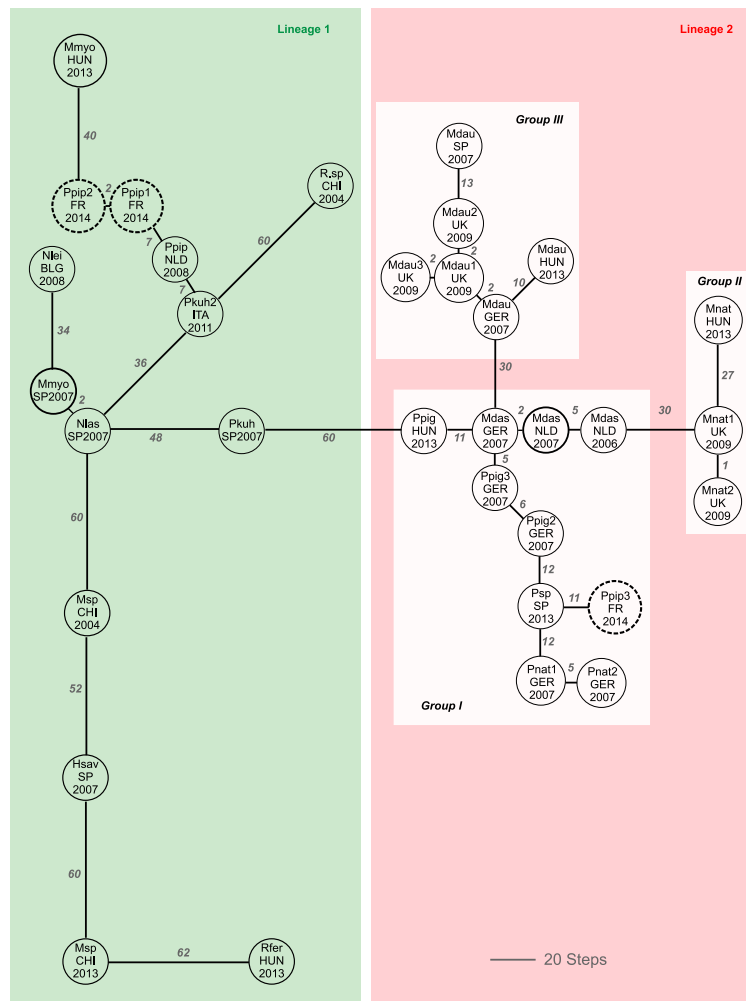 Lineage 1
Lineage 2
Mmyo
HUN
2013
40
Ppip2
FR
2014
2
Ppip1
FR
2014
7
Ppip
NLD
2008
7
Pkuh2
ITA
2011
R.sp
CHI
2004
60
36
Nlei
BLG
2008
34
Mmyo
SP2007
2
Nlas
SP2007
48
Pkuh
SP2007
60
60
Msp
CHI
2004
52
Hsav
SP
2007
60
Msp
CHI
2013
62
Rfer
HUN
2013
Group III
Mdau
SP
2007
13
Mdau2
UK
2009
2
Mdau3
UK
2009
2
Mdau1
UK
2009
2
Mdau
HUN
2013
10
Mdau
GER
2007
30
Group II
Mnat
HUN
2013
27
Mnat1
UK
2009
1
Mnat2
UK
2009
Ppig
HUN
2013
11
Mdas
GER
2007
2
Mdas
NLD
2007
5
Mdas
NLD
2006
30
5
Ppig3
GER
2007
6
Ppig2
GER
2007
12
Psp
SP
2013
11
Ppip3
FR
2014
12
Pnat1
GER
2007
5
Pnat2
GER
2007
Group I
20 Steps